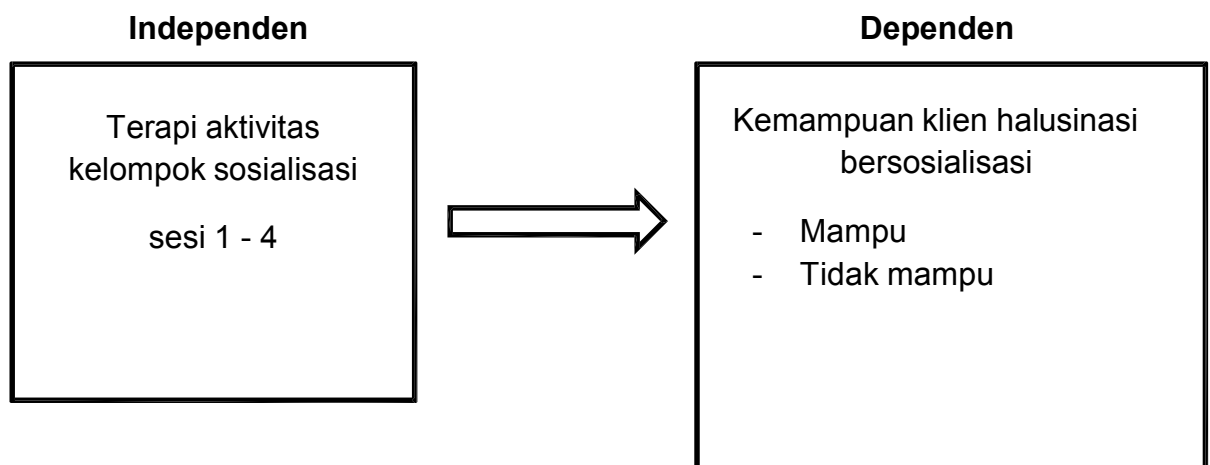 Independen
Terapi aktivitas
kelompok sosialisasi
sesi 1 - 4
Dependen
Kemampuan klien halusinasi
bersosialisasi
- Mampu
- Tidak mampu